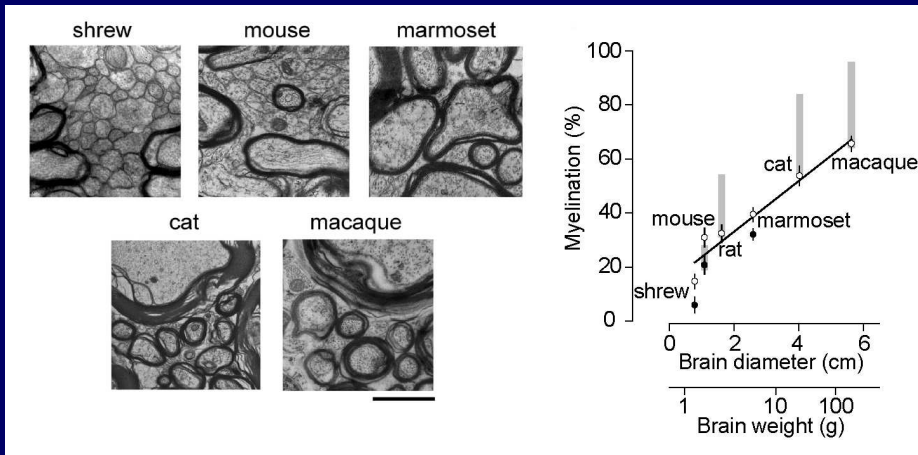 shrew
mouse
marmoset
cat
macaque
Myelination (%)
100
80
60
40
20
0
cat
macaque
mouse
marmoset
rat
shrew
0 2 4 6
Brain diameter (cm)
1 10 100
Brain weight (g)